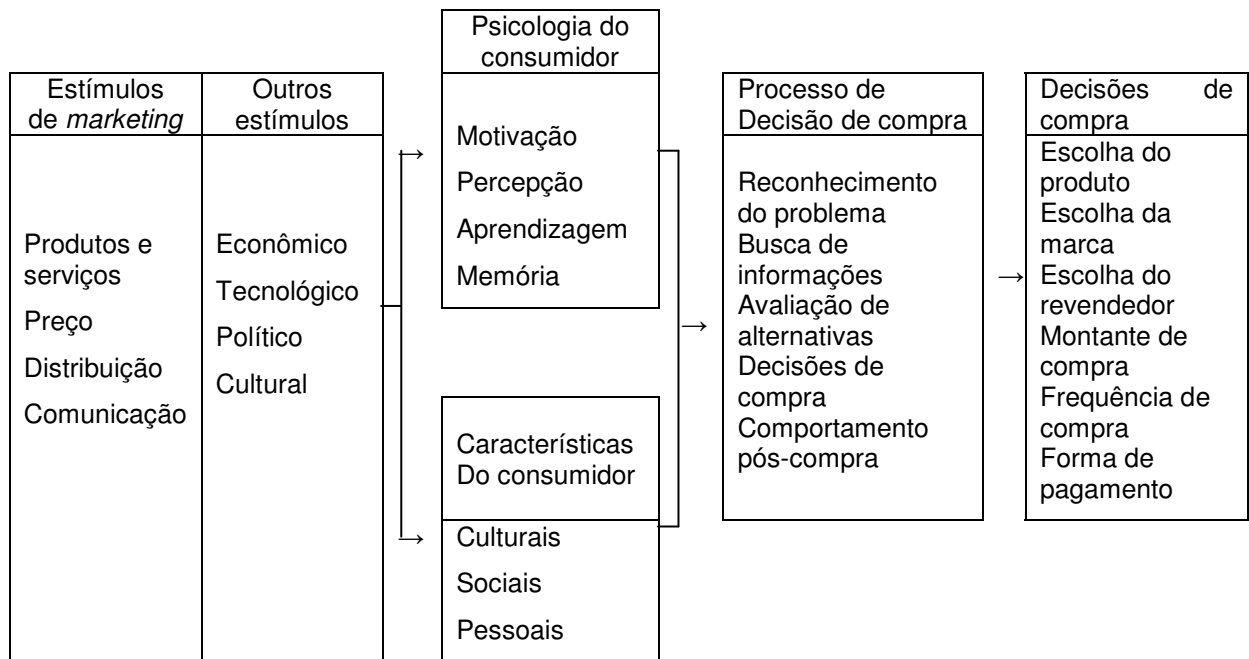 Estímulos
de marketing
Produtos e
serviços
Preço
Distribuição
Comunicação
Outros
estímulos
Econômico
Tecnológico
Político
Cultural
→
→
Psicologia do
consumidor
Motivação
Percepção
Aprendizagem
Memória
Características
Do consumidor
Culturais
Sociais
Pessoais
→
Processo de
Decisão de compra
Reconhecimento
do problema
Busca de
informações
Avaliação de
alternativas
Decisões de
compra
Comportamento
pós-compra
→
Decisões de
compra
Escolha do
produto
Escolha da
marca
Escolha do
revendedor
Montante de
compra
Frequência de
compra
Forma de
pagamento